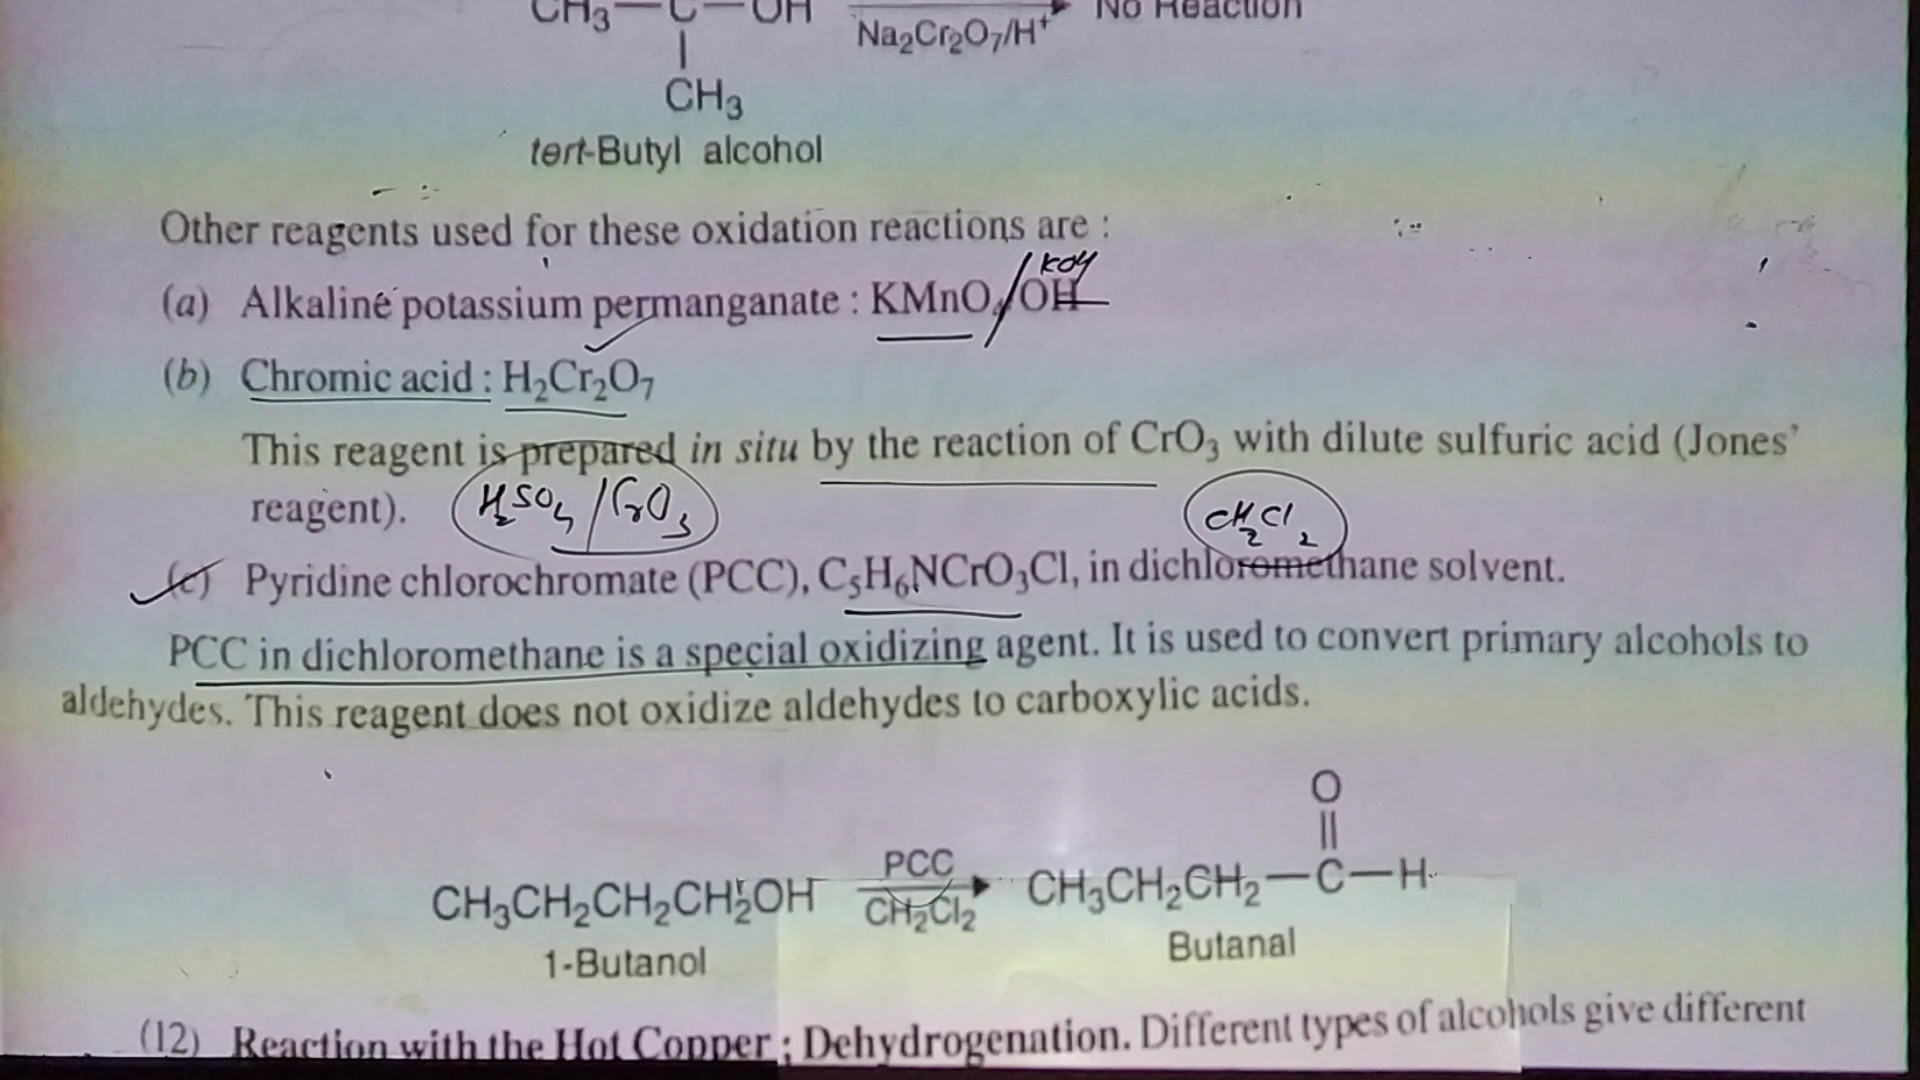 CH₃—C—OH Na₂Cr₂O₇/H⁺ No Reaction
CH₃
tert-Butyl alcohol
Other reagents used for these oxidation reactions are :
KOH
(a) Alkaline potassium permanganate : KMnO₄/OH
(b) Chromic acid : H₂Cr₂O₇
This reagent is prepared in situ by the reaction of CrO₃ with dilute sulfuric acid (Jones’
reagent). H₂SO₄/CrO₃ CH₂Cl₂
(c) Pyridine chlorochromate (PCC), C₅H₆NCrO₃Cl, in dichloromethane solvent.
PCC in dichloromethane is a special oxidizing agent. It is used to convert primary alcohols to
aldehydes. This reagent does not oxidize aldehydes to carboxylic acids.
O
PCC
CH₃CH₂CH₂CH₂OH CH₂Cl₂ CH₃CH₂CH₂—C—H
1-Butanol Butanal
(12) Reaction with the Hot Copper ; Dehydrogenation. Different types of alcohols give different